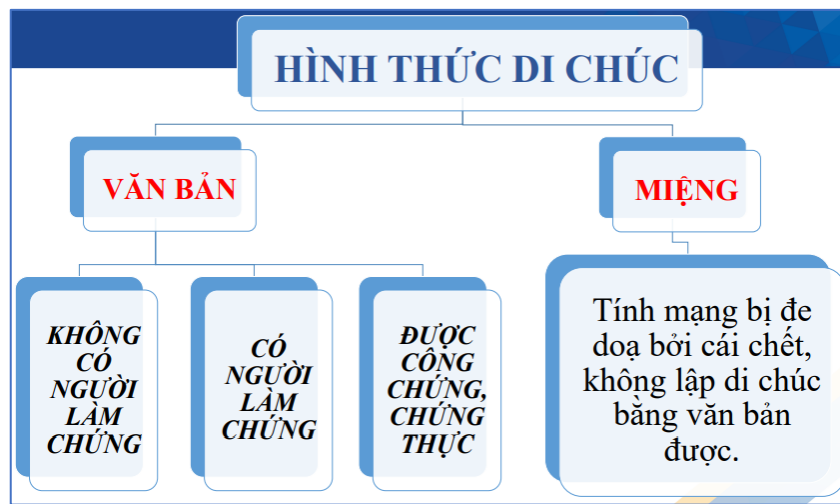 HÌNH THỨC DI CHÚC
VĂN BẢN
MIỆNG
KHÔNG
CÓ
NGƯỜI
LÀM
CHỨNG
CÓ
NGƯỜI
LÀM
CHỨNG
ĐƯỢC
CÔNG
CHỨNG,
CHỨNG
THỰC
Tính mạng bị đe
doạ bởi cái chết,
không lập di chúc
bằng văn bản
được.